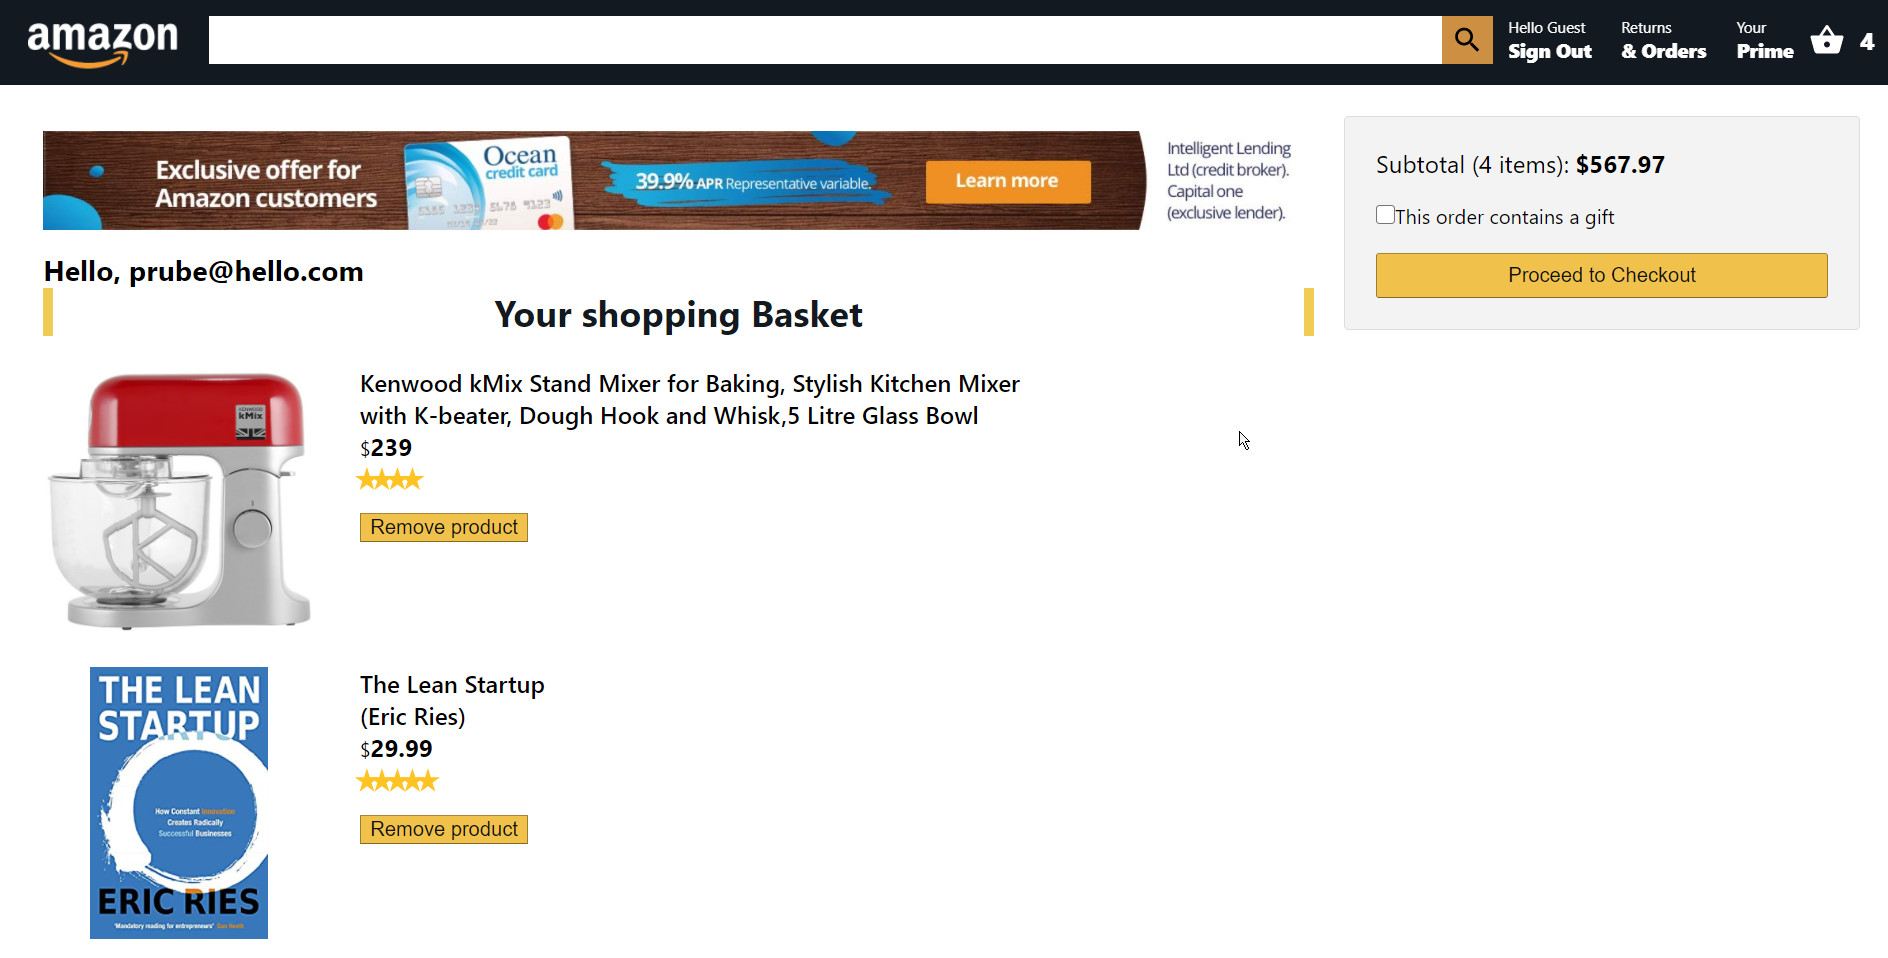 amazon
Hello Guest
Sign Out
Returns
& Orders
Your
Prime
4
Exclusive offer for
Amazon customers
Ocean
credit card
39.9% APR Representative variable.
Learn more
Intelligent Lending
Ltd (credit broker).
Capital one
(exclusive lender).
Subtotal (4 items): $567.97
This order contains a gift
Proceed to Checkout
Hello, prube@hello.com
Your shopping Basket
KENWOOD
kMix
Kenwood kMix Stand Mixer for Baking, Stylish Kitchen Mixer
with K-beater, Dough Hook and Whisk,5 Litre Glass Bowl
$239
Remove product
THE LEAN
STARTUP
How Constant Innovation
Creates Radically
Successful Businesses
ERIC RIES
'Mandatory reading for entrepreneurs'
The Lean Startup
(Eric Ries)
$29.99
Remove product